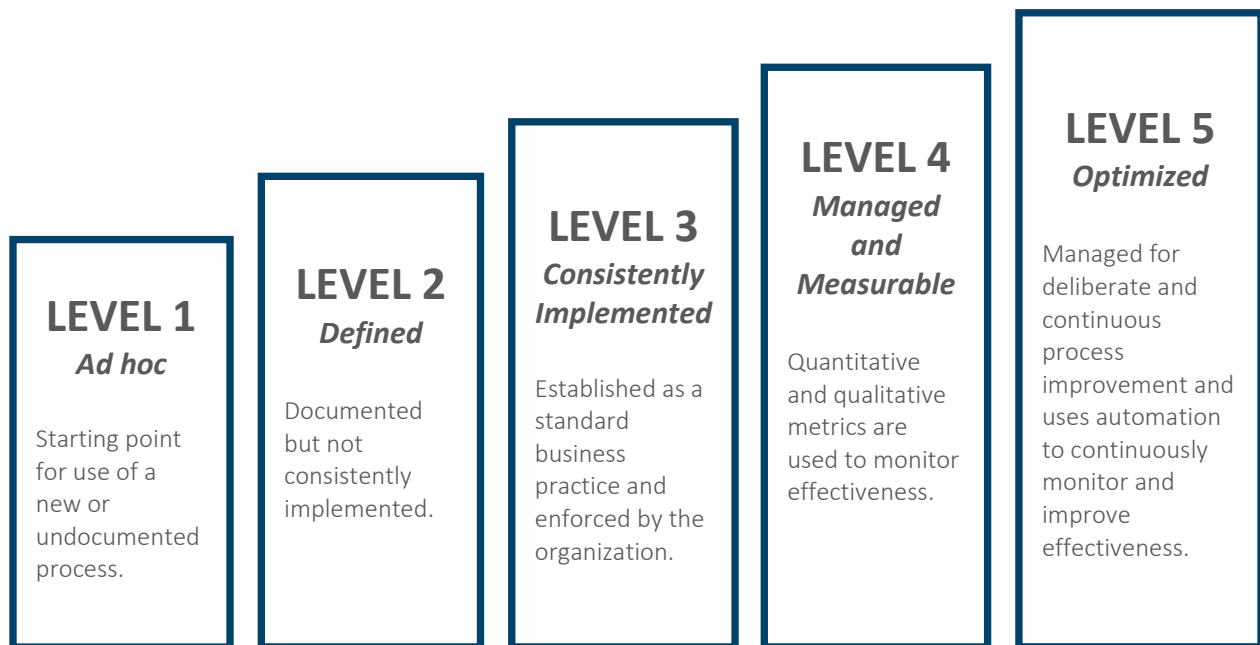 LEVEL 1
Ad hoc
Starting point
for use of a
new or
undocumented
process.
LEVEL 2
Defined
Documented
but not
consistently
implemented.
LEVEL 3
Consistently
Implemented
Established as a
standard
business
practice and
enforced by the
organization.
LEVEL 4
Managed
and
Measurable
Quantitative
and qualitative
metrics are
used to monitor
effectiveness.
LEVEL 5
Optimized
Managed for
deliberate and
continuous
process
improvement and
uses automation
to continuously
monitor and
improve
effectiveness.